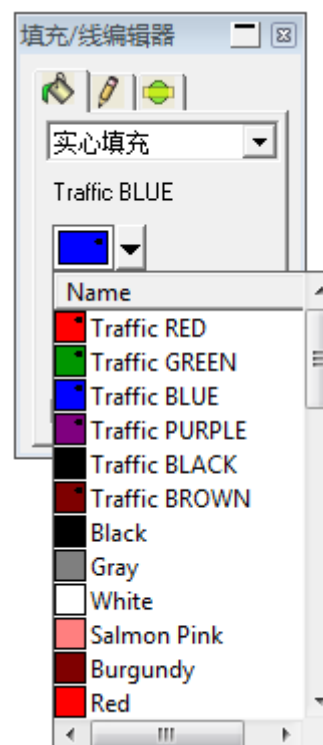 填充/线编辑器
实心填充
Traffic BLUE
Name
Traffic RED
Traffic GREEN
Traffic BLUE
Traffic PURPLE
Traffic BLACK
Traffic BROWN
Black
Gray
White
Salmon Pink
Burgundy
Red